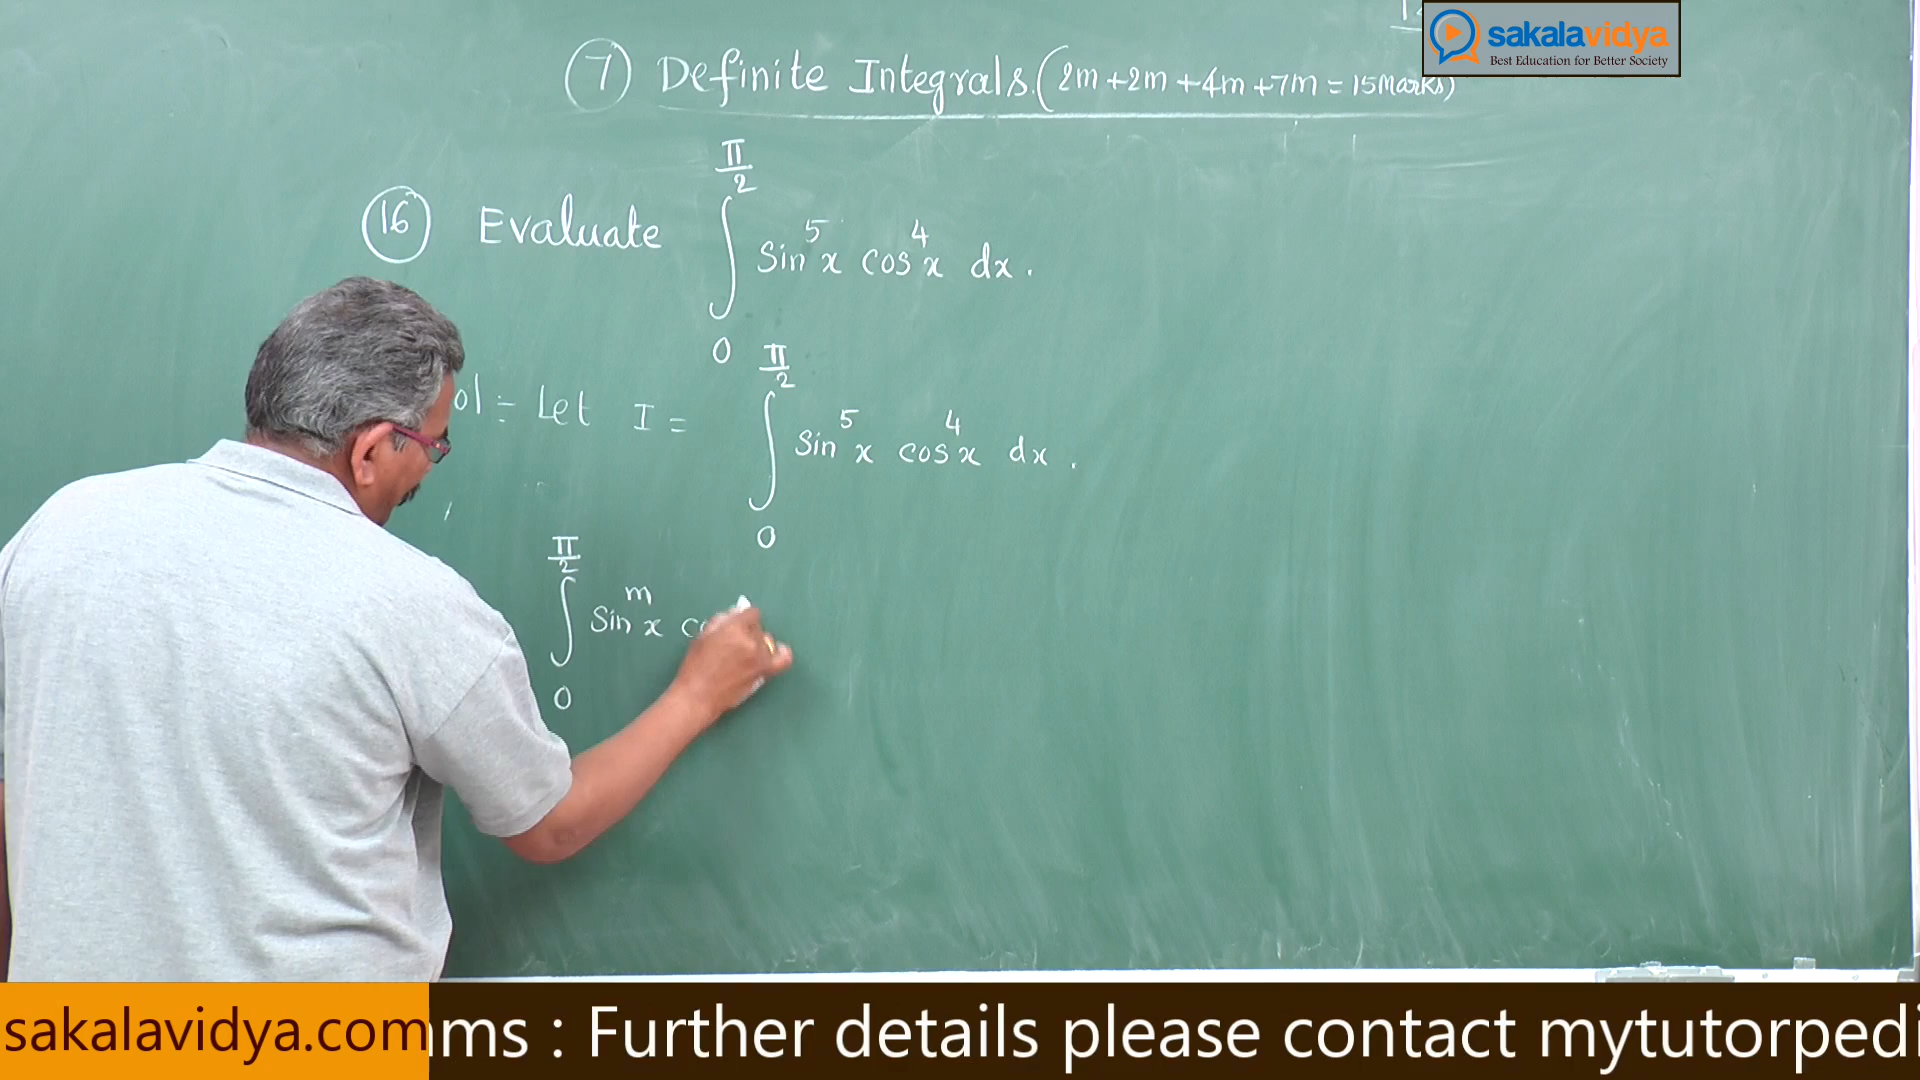 sakalavidya
Best Education for Better Society
(7) Definite Integrals. (2m+2m+4m+7m=15Marks)
(16) Evaluate ∫₀^(π/2) Sin⁵x cos⁴x dx.
ol:- Let I = ∫₀^(π/2) Sin⁵x cos⁴x dx.
∫₀^(π/2) Sin^m x co
sakalavidya.com ms : Further details please contact mytutorpedi